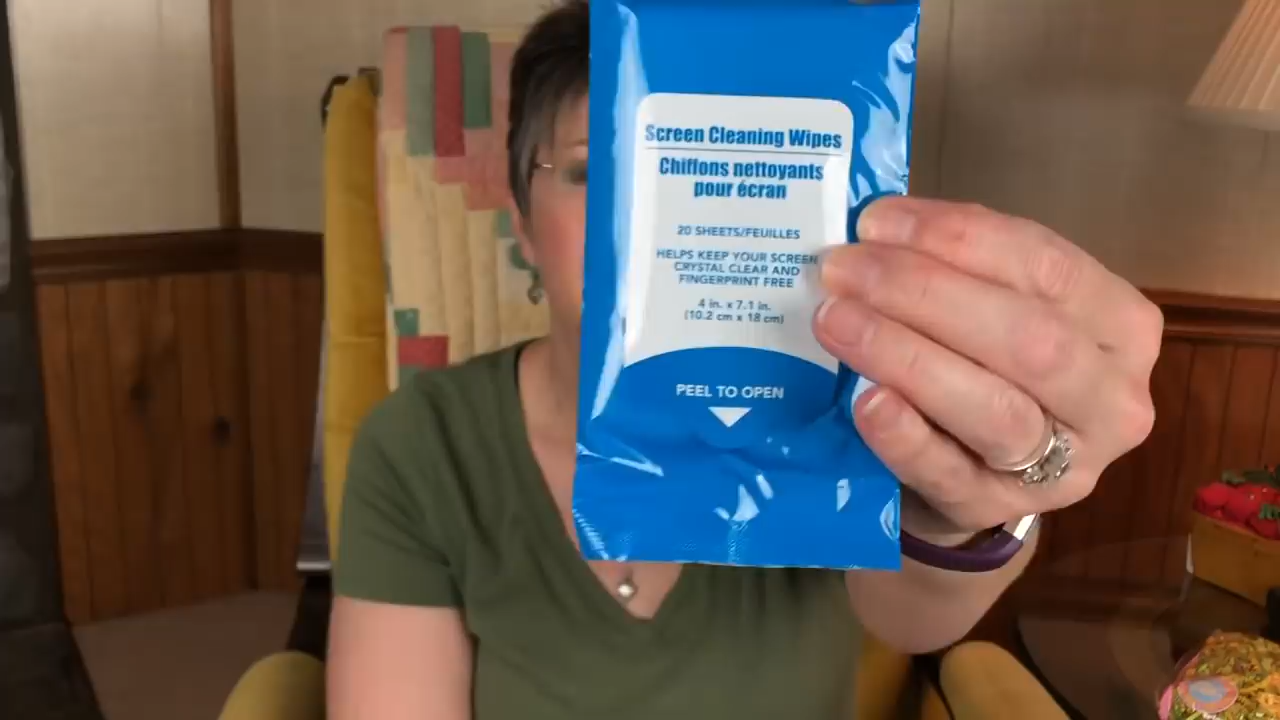 Screen Cleaning Wipes
Chiffons nettoyants
pour écran
20 SHEETS/FEUILLES
HELPS KEEP YOUR SCREEN
CRYSTAL CLEAR AND
FINGERPRINT FREE
4 in. x 7.1 in.
(10.2 cm x 18 cm)
PEEL TO OPEN